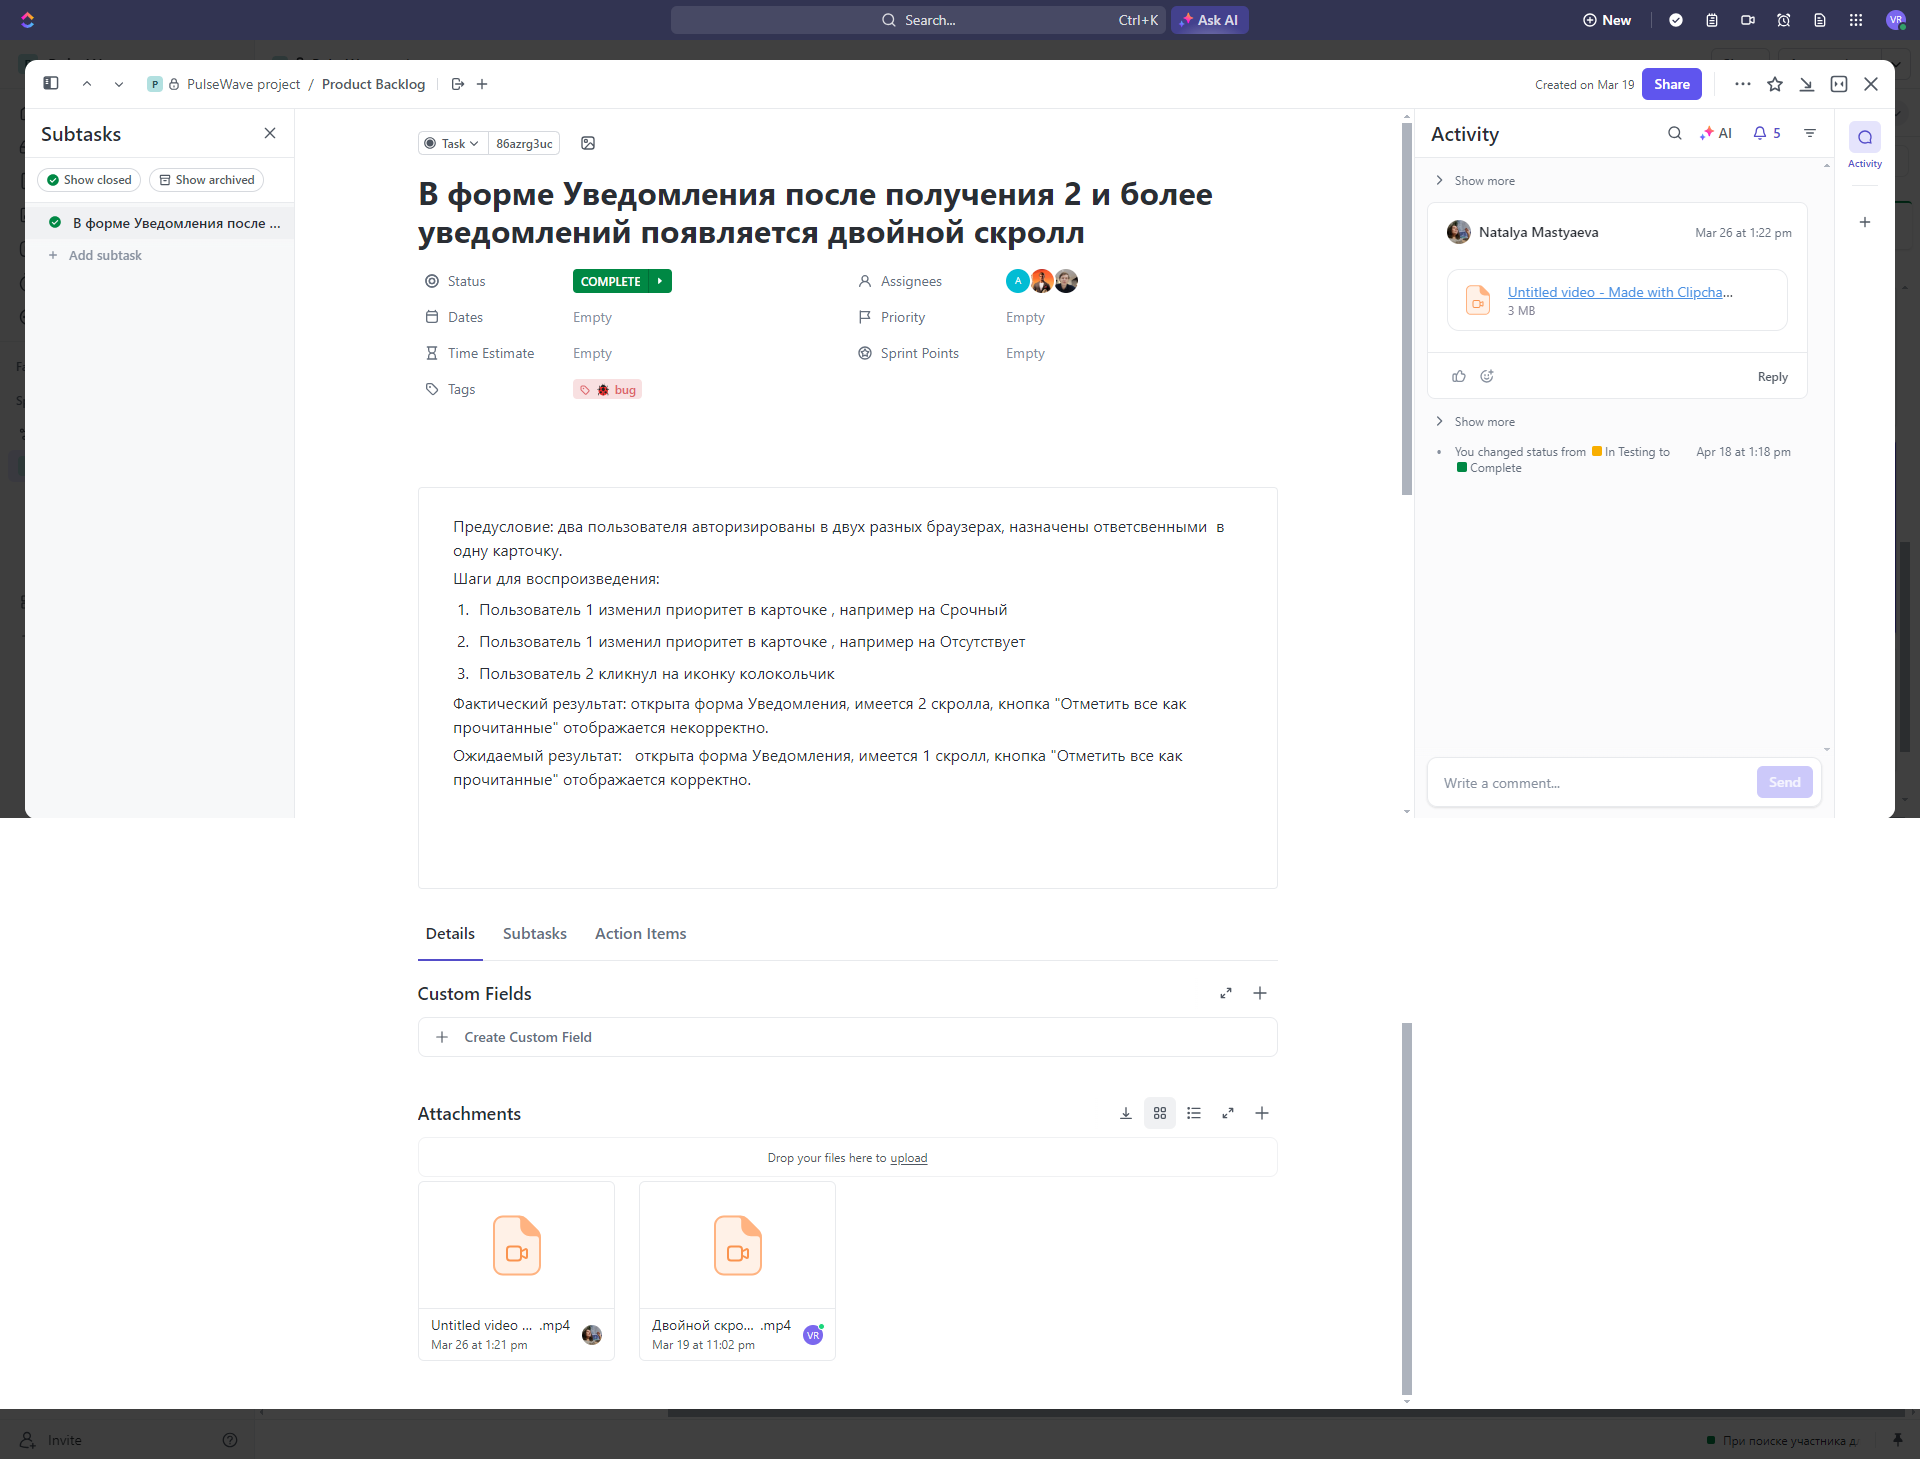 Search...
Ctrl+K
Ask AI
New
VR
P
PulseWave project / Product Backlog
Created on Mar 19
Share
Subtasks
Show closed
Show archived
В форме Уведомления после ...
Add subtask
Task
86azrg3uc
В форме Уведомления после получения 2 и более
уведомлений появляется двойной скролл
Status
COMPLETE
Assignees
A
Dates
Empty
Priority
Empty
Time Estimate
Empty
Sprint Points
Empty
Tags
bug
Предусловие: два пользователя авторизированы в двух разных браузерах, назначены ответсвенными  в
одну карточку.
Шаги для воспроизведения:
1. Пользователь 1 изменил приоритет в карточке , например на Срочный
2. Пользователь 1 изменил приоритет в карточке , например на Отсутствует
3. Пользователь 2 кликнул на иконку колокольчик
Фактический результат: открыта форма Уведомления, имеется 2 скролла, кнопка "Отметить все как
прочитанные" отображается некорректно.
Ожидаемый результат:   открыта форма Уведомления, имеется 1 скролл, кнопка "Отметить все как
прочитанные" отображается корректно.
Details
Subtasks
Action Items
Custom Fields
Create Custom Field
Attachments
Drop your files here to upload
Untitled video ... .mp4
Mar 26 at 1:21 pm
Двойной скро... .mp4
Mar 19 at 11:02 pm
VR
Activity
AI
5
Show more
Natalya Mastyaeva
Mar 26 at 1:22 pm
Untitled video - Made with Clipcha...
3 MB
Reply
Show more
You changed status from In Testing to
Complete
Apr 18 at 1:18 pm
Write a comment...
Send
Activity
Invite
При поиске участника д